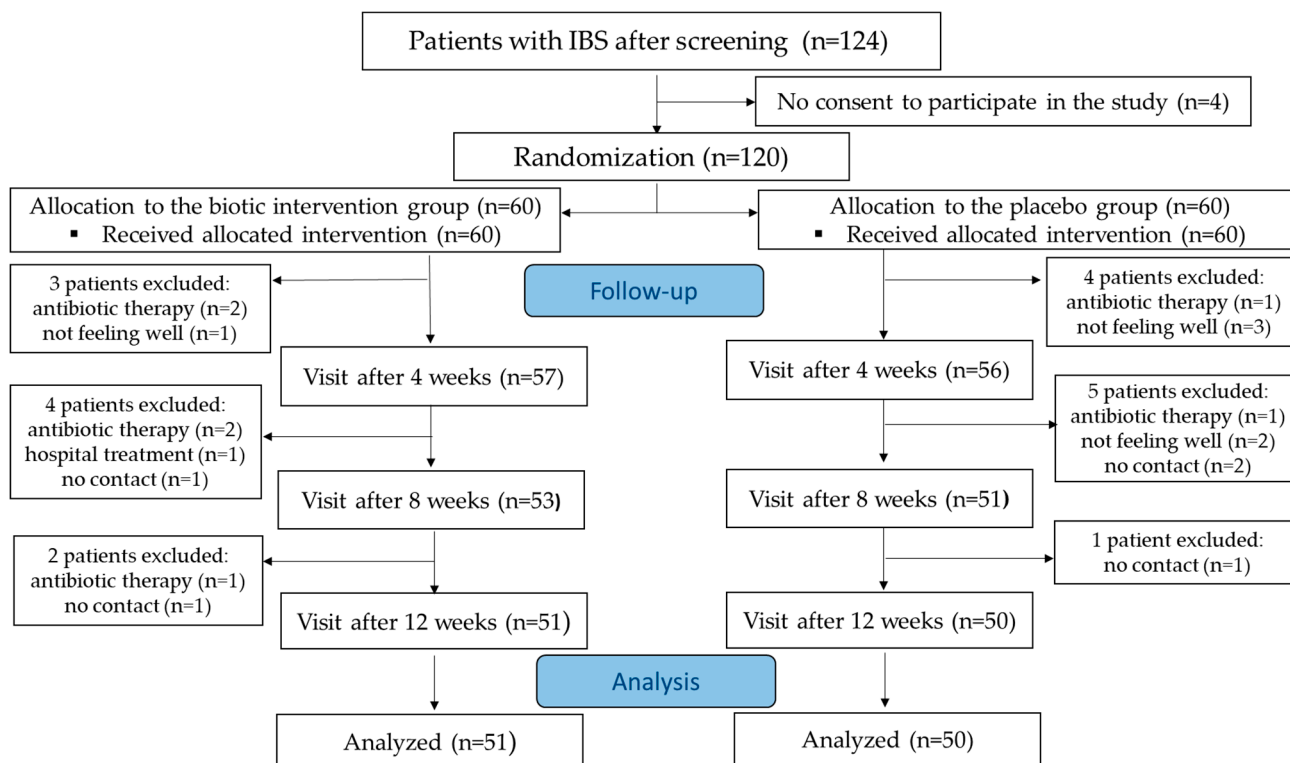 Patients with IBS after screening (n=124)
No consent to participate in the study (n=4)
Randomization (n=120)
Allocation to the biotic intervention group (n=60)
▪ Received allocated intervention (n=60)
Allocation to the placebo group (n=60)
▪ Received allocated intervention (n=60)
Follow-up
3 patients excluded:
antibiotic therapy (n=2)
not feeling well (n=1)
4 patients excluded:
antibiotic therapy (n=1)
not feeling well (n=3)
Visit after 4 weeks (n=57)
Visit after 4 weeks (n=56)
4 patients excluded:
antibiotic therapy (n=2)
hospital treatment (n=1)
no contact (n=1)
5 patients excluded:
antibiotic therapy (n=1)
not feeling well (n=2)
no contact (n=2)
Visit after 8 weeks (n=53)
Visit after 8 weeks (n=51)
2 patients excluded:
antibiotic therapy (n=1)
no contact (n=1)
1 patient excluded:
no contact (n=1)
Visit after 12 weeks (n=51)
Visit after 12 weeks (n=50)
Analysis
Analyzed (n=51)
Analyzed (n=50)